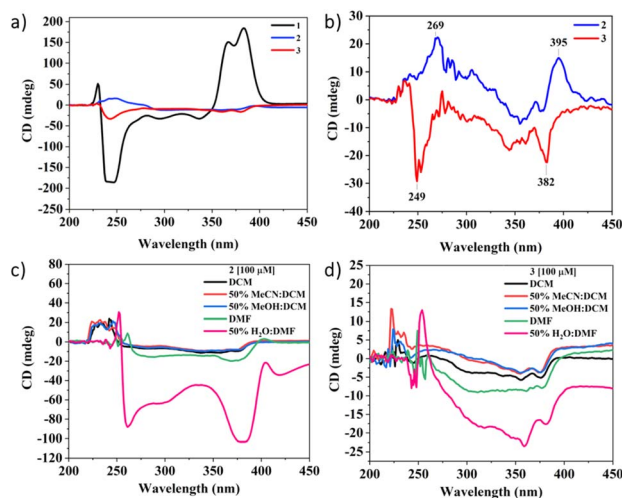 a)
1
2
3
CD (mdeg)
200
150
100
50
0
-50
-100
-150
-200
-250
200 250 300 350 400 450
Wavelength (nm)
b)
269
395
2
3
249
382
CD (mdeg)
30
20
10
0
-10
-20
-30
-40
200 250 300 350 400 450
Wavelength (nm)
c)
2 [100 µM]
DCM
50% MeCN:DCM
50% MeOH:DCM
DMF
50% H₂O:DMF
CD (mdeg)
80
60
40
20
0
-20
-40
-60
-80
-100
-120
200 250 300 350 400 450
Wavelength (nm)
d)
3 [100 µM]
DCM
50% MeCN:DCM
50% MeOH:DCM
DMF
50% H₂O:DMF
CD (mdeg)
25
20
15
10
5
0
-5
-10
-15
-20
-25
200 250 300 350 400 450
Wavelength (nm)